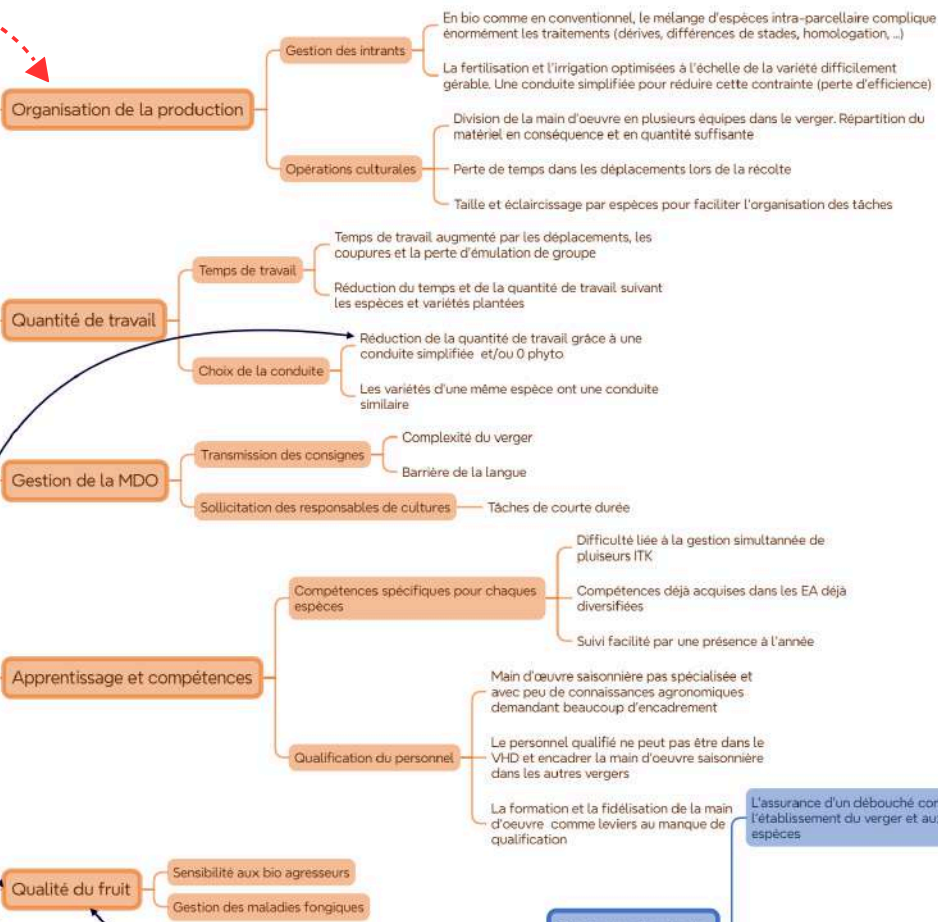 En bio comme en conventionnel, le mélange d'espèces intra-parcellaire complique
énormément les traitements (dérives, différences de stades, homologation, ...)
Gestion des intrants
La fertilisation et l'irrigation optimisées à l'échelle de la variété difficilement
gérable. Une conduite simplifiée pour réduire cette contrainte (perte d'efficience)
Organisation de la production
Division de la main d'oeuvre en plusieurs équipes dans le verger. Répartition du
matériel en conséquence et en quantité suffisante
Opérations culturales
Perte de temps dans les déplacements lors de la récolte
Taille et éclaircissage par espèces pour faciliter l'organisation des tâches
Temps de travail augmenté par les déplacements, les
coupures et la perte d'émulation de groupe
Temps de travail
Réduction du temps et de la quantité de travail suivant
les espèces et variétés plantées
Quantité de travail
Réduction de la quantité de travail grâce à une
conduite simplifiée et/ou 0 phyto
Choix de la conduite
Les variétés d'une même espèce ont une conduite
similaire
Complexité du verger
Transmission des consignes
Barrière de la langue
Gestion de la MDO
Sollicitation des responsables de cultures
Tâches de courte durée
Difficulté liée à la gestion simultannée de
pluiseurs ITK
Compétences spécifiques pour chaques
espèces
Compétences déjà acquises dans les EA déjà
diversifiées
Suivi facilité par une présence à l'année
Apprentissage et compétences
Main d'œuvre saisonnière pas spécialisée et
avec peu de connaissances agronomiques
demandant beaucoup d'encadrement
Qualification du personnel
Le personnel qualifié ne peut pas être dans le
VHD et encadrer la main d'oeuvre saisonnière
dans les autres vergers
La formation et la fidélisation de la main
d'oeuvre comme leviers au manque de
qualification
L'assurance d'un débouché
l'établissement du verger et
espèces
Sensibilité aux bio agresseurs
Qualité du fruit
Gestion des maladies fongiques